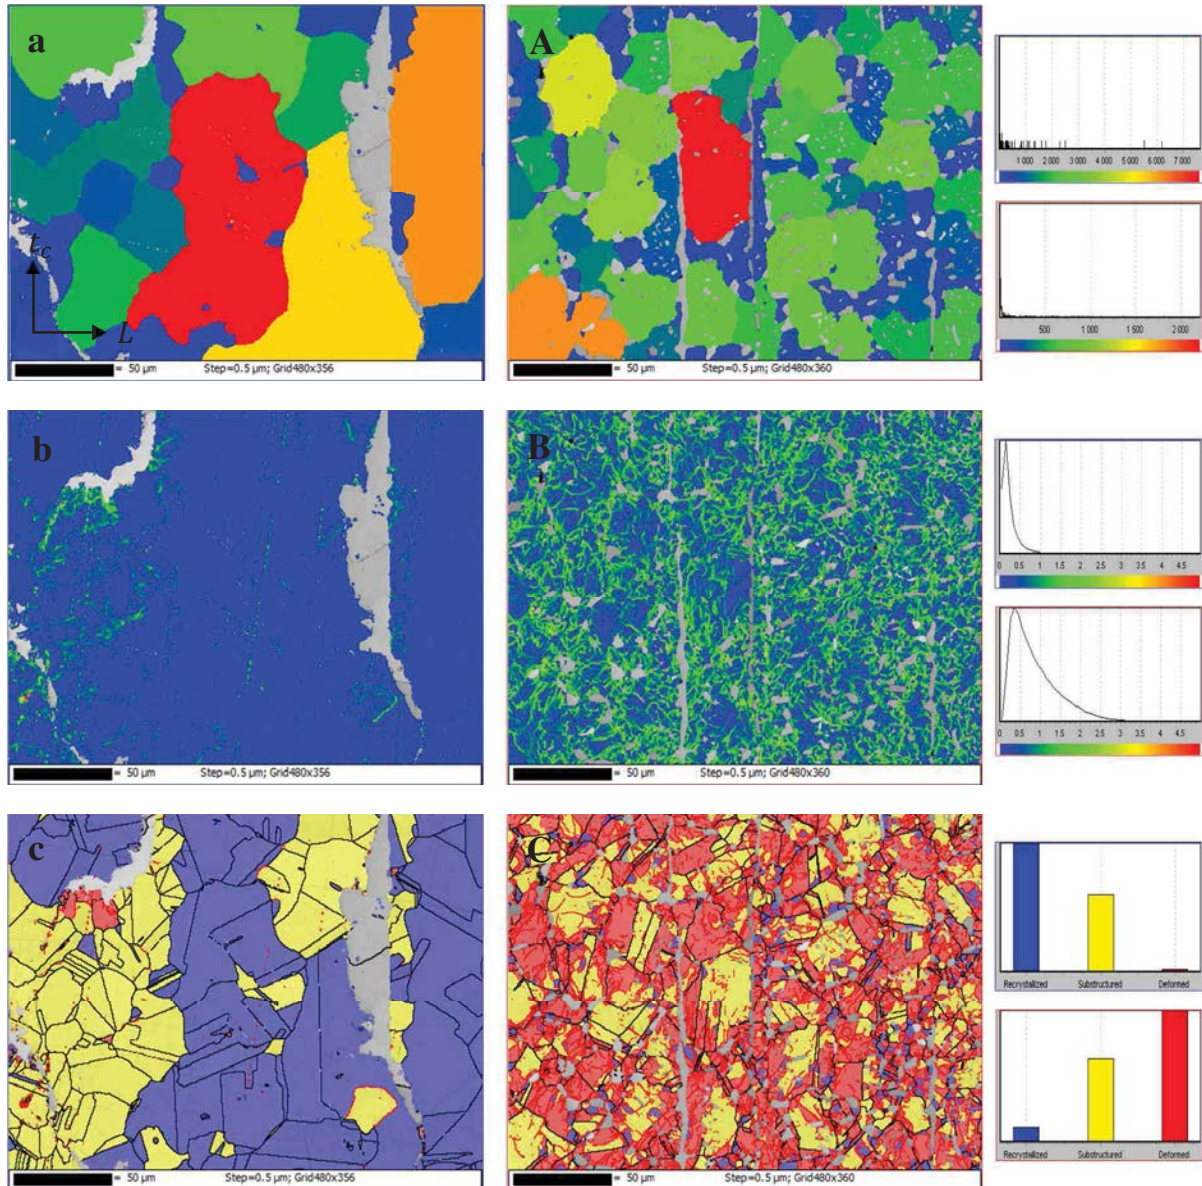 a
t_c
L
= 50 µm Step=0.5 µm; Grid480x356
A
= 50 µm Step=0.5 µm; Grid480x360
1 000 2 000 3 000 4 000 5 000 6 000 7 000
500 1 000 1 500 2 000
b
= 50 µm Step=0.5 µm; Grid480x356
B
= 50 µm Step=0.5 µm; Grid480x360
0 0.5 1 1.5 2 2.5 3 3.5 4 4.5
0 0.5 1 1.5 2 2.5 3 3.5 4 4.5
c
= 50 µm Step=0.5 µm; Grid480x356
C
= 50 µm Step=0.5 µm; Grid480x360
Recrystallized Substructured Deformed
Recrystallized Substructured Deformed